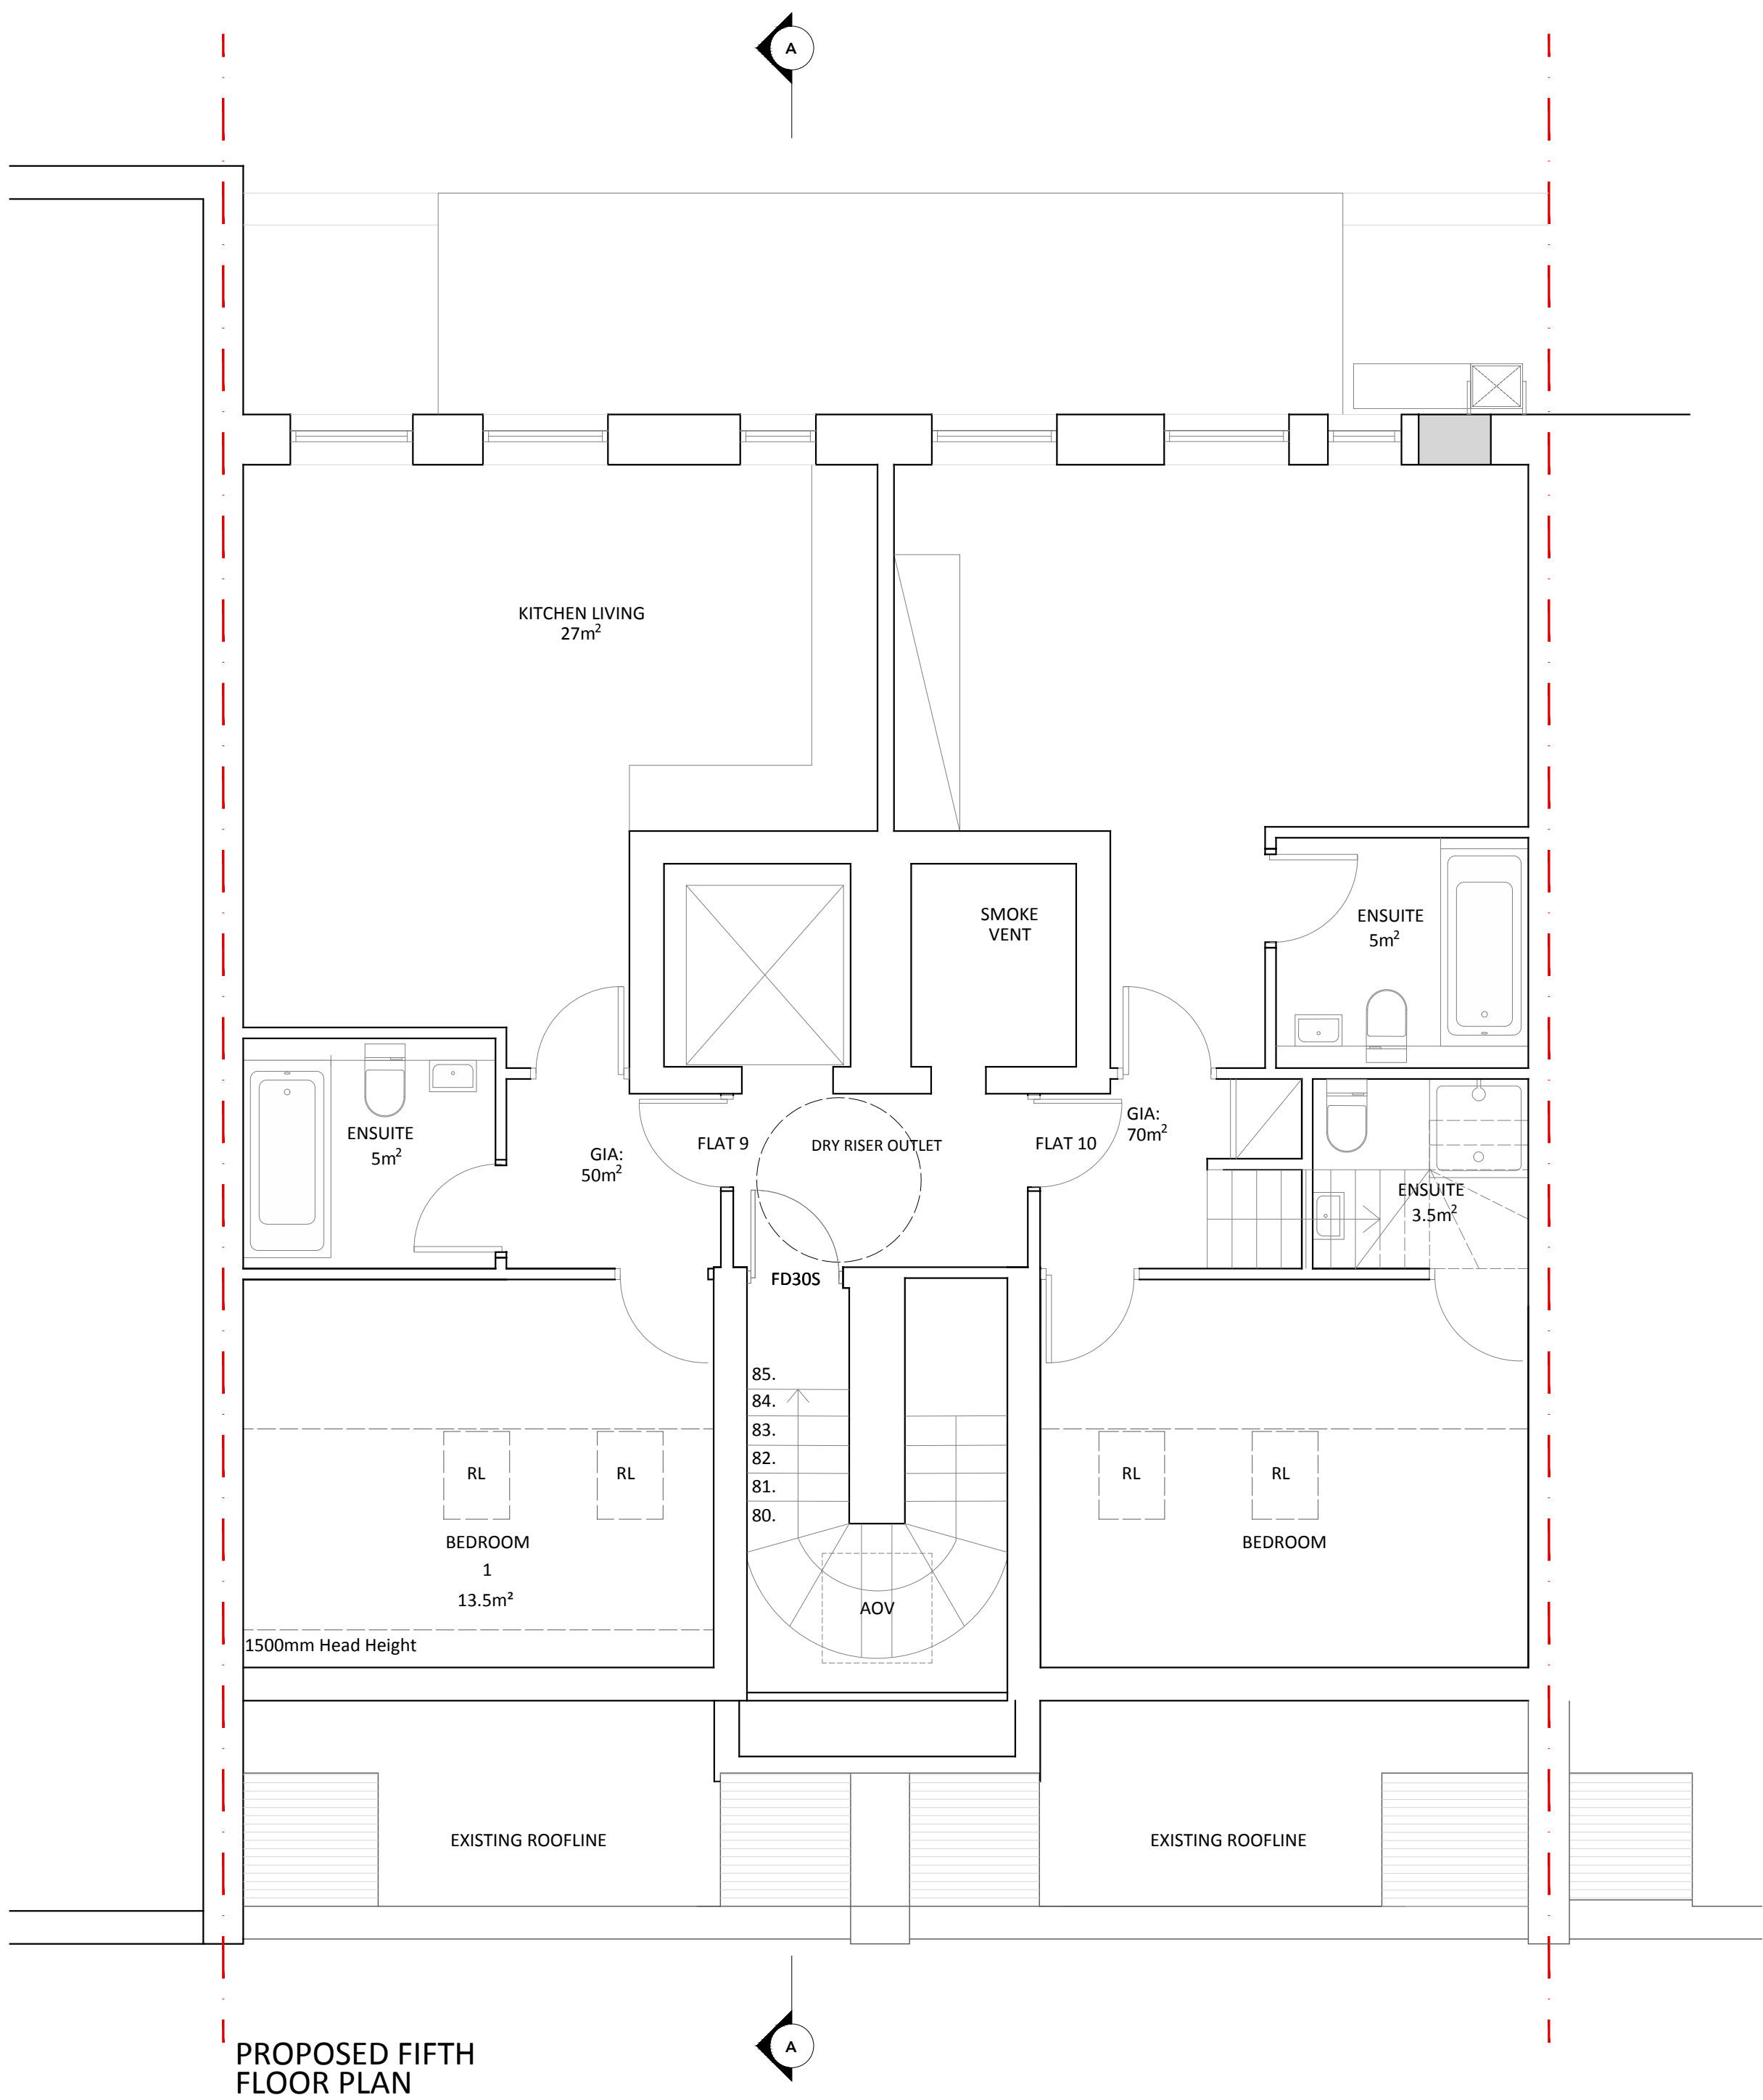 A
KITCHEN LIVING
27m²
SMOKE
VENT
ENSUITE
5m²
ENSUITE
5m²
GIA:
50m²
FLAT 9
DRY RISER OUTLET
FLAT 10
GIA:
70m²
ENSUITE
3.5m²
FD30S
85.
84.
83.
82.
81.
80.
RL
RL
RL
RL
BEDROOM
1
13.5m²
BEDROOM
AOV
1500mm Head Height
EXISTING ROOFLINE
EXISTING ROOFLINE
A
PROPOSED FIFTH
FLOOR PLAN